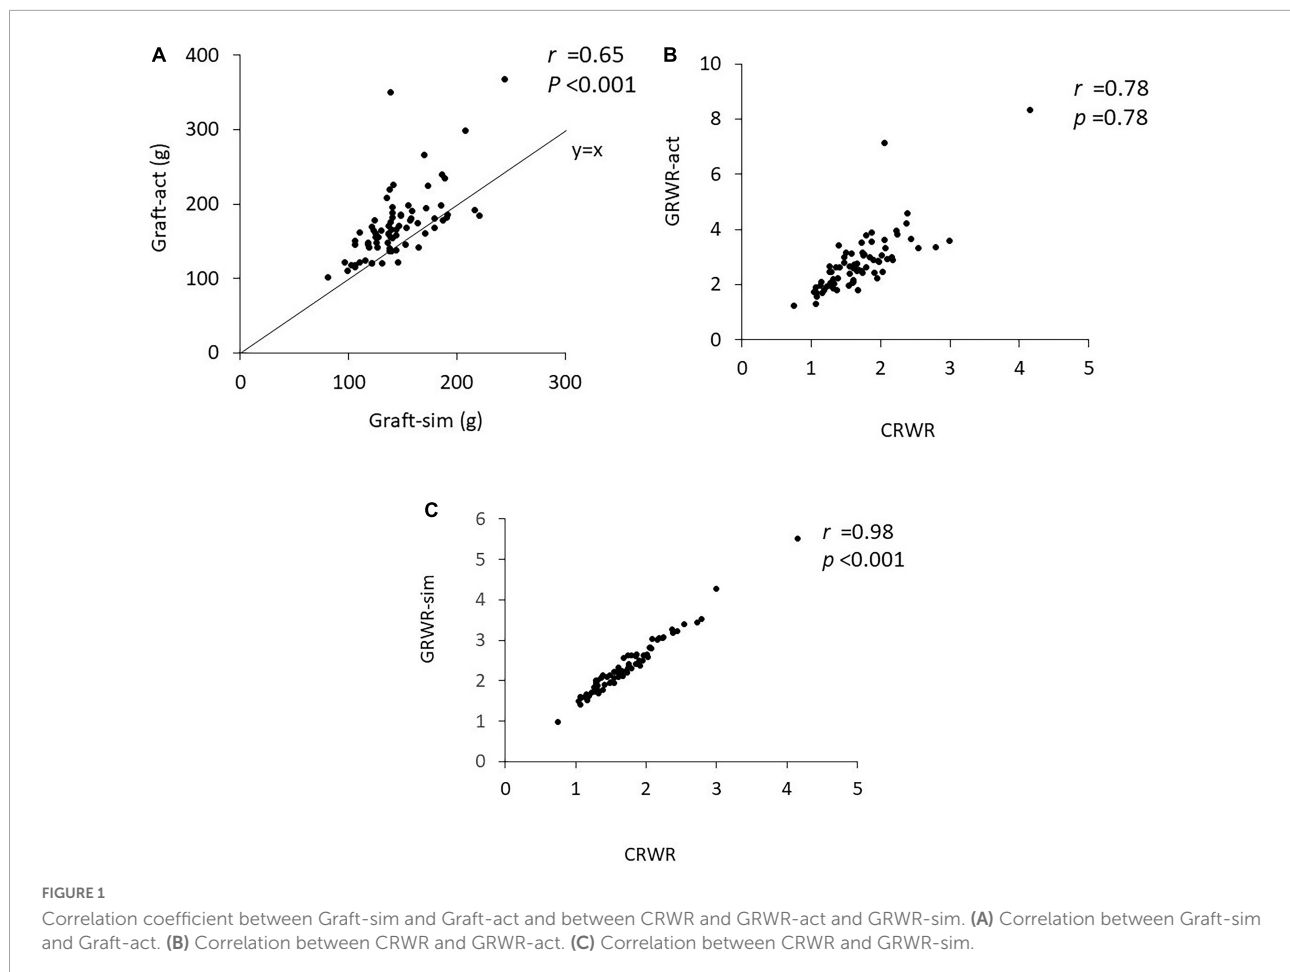 A
400
300
200
100
0
Graft-act (g)
r =0.65
P <0.001
y=x
0 100 200 300
Graft-sim (g)
B
10
8
6
4
2
0
GRWR-act
r =0.78
p =0.78
0 1 2 3 4 5
CRWR
C
6
5
4
3
2
1
0
GRWR-sim
r =0.98
p <0.001
0 1 2 3 4 5
CRWR
FIGURE 1
Correlation coefficient between Graft-sim and Graft-act and between CRWR and GRWR-act and GRWR-sim. (A) Correlation between Graft-sim
and Graft-act. (B) Correlation between CRWR and GRWR-act. (C) Correlation between CRWR and GRWR-sim.